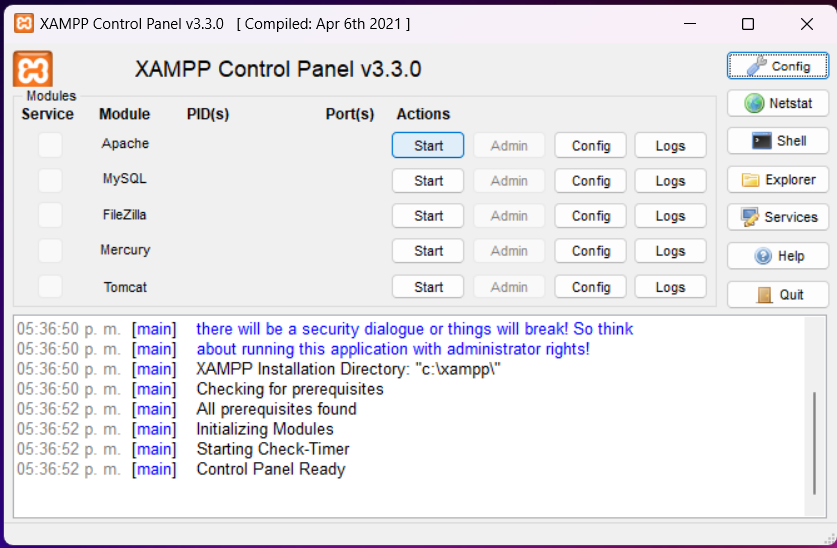 XAMPP Control Panel v3.3.0 [ Compiled: Apr 6th 2021 ]
XAMPP Control Panel v3.3.0
Config
Modules
Service Module PID(s) Port(s) Actions
Netstat
Apache Start Admin Config Logs
Shell
MySQL Start Admin Config Logs
Explorer
FileZilla Start Admin Config Logs
Services
Mercury Start Admin Config Logs
Help
Tomcat Start Admin Config Logs
Quit
05:36:50 p. m. [main] there will be a security dialogue or things will break! So think
05:36:50 p. m. [main] about running this application with administrator rights!
05:36:50 p. m. [main] XAMPP Installation Directory: "c:\xampp\"
05:36:50 p. m. [main] Checking for prerequisites
05:36:52 p. m. [main] All prerequisites found
05:36:52 p. m. [main] Initializing Modules
05:36:52 p. m. [main] Starting Check-Timer
05:36:52 p. m. [main] Control Panel Ready